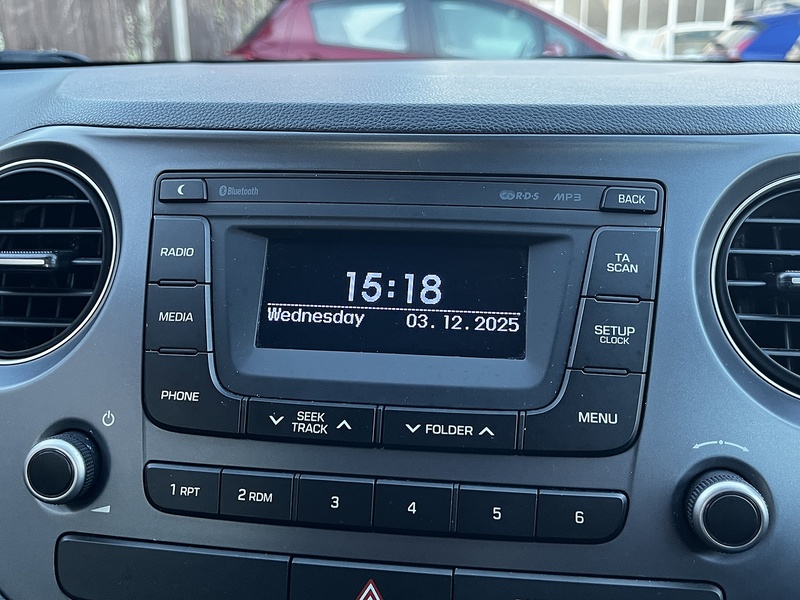 Bluetooth
R·D·S MP3 BACK
RADIO
TA
SCAN
15:18
Wednesday 03.12.2025
MEDIA
SETUP
CLOCK
PHONE
SEEK
TRACK
FOLDER
MENU
1 RPT 2 RDM 3 4 5 6